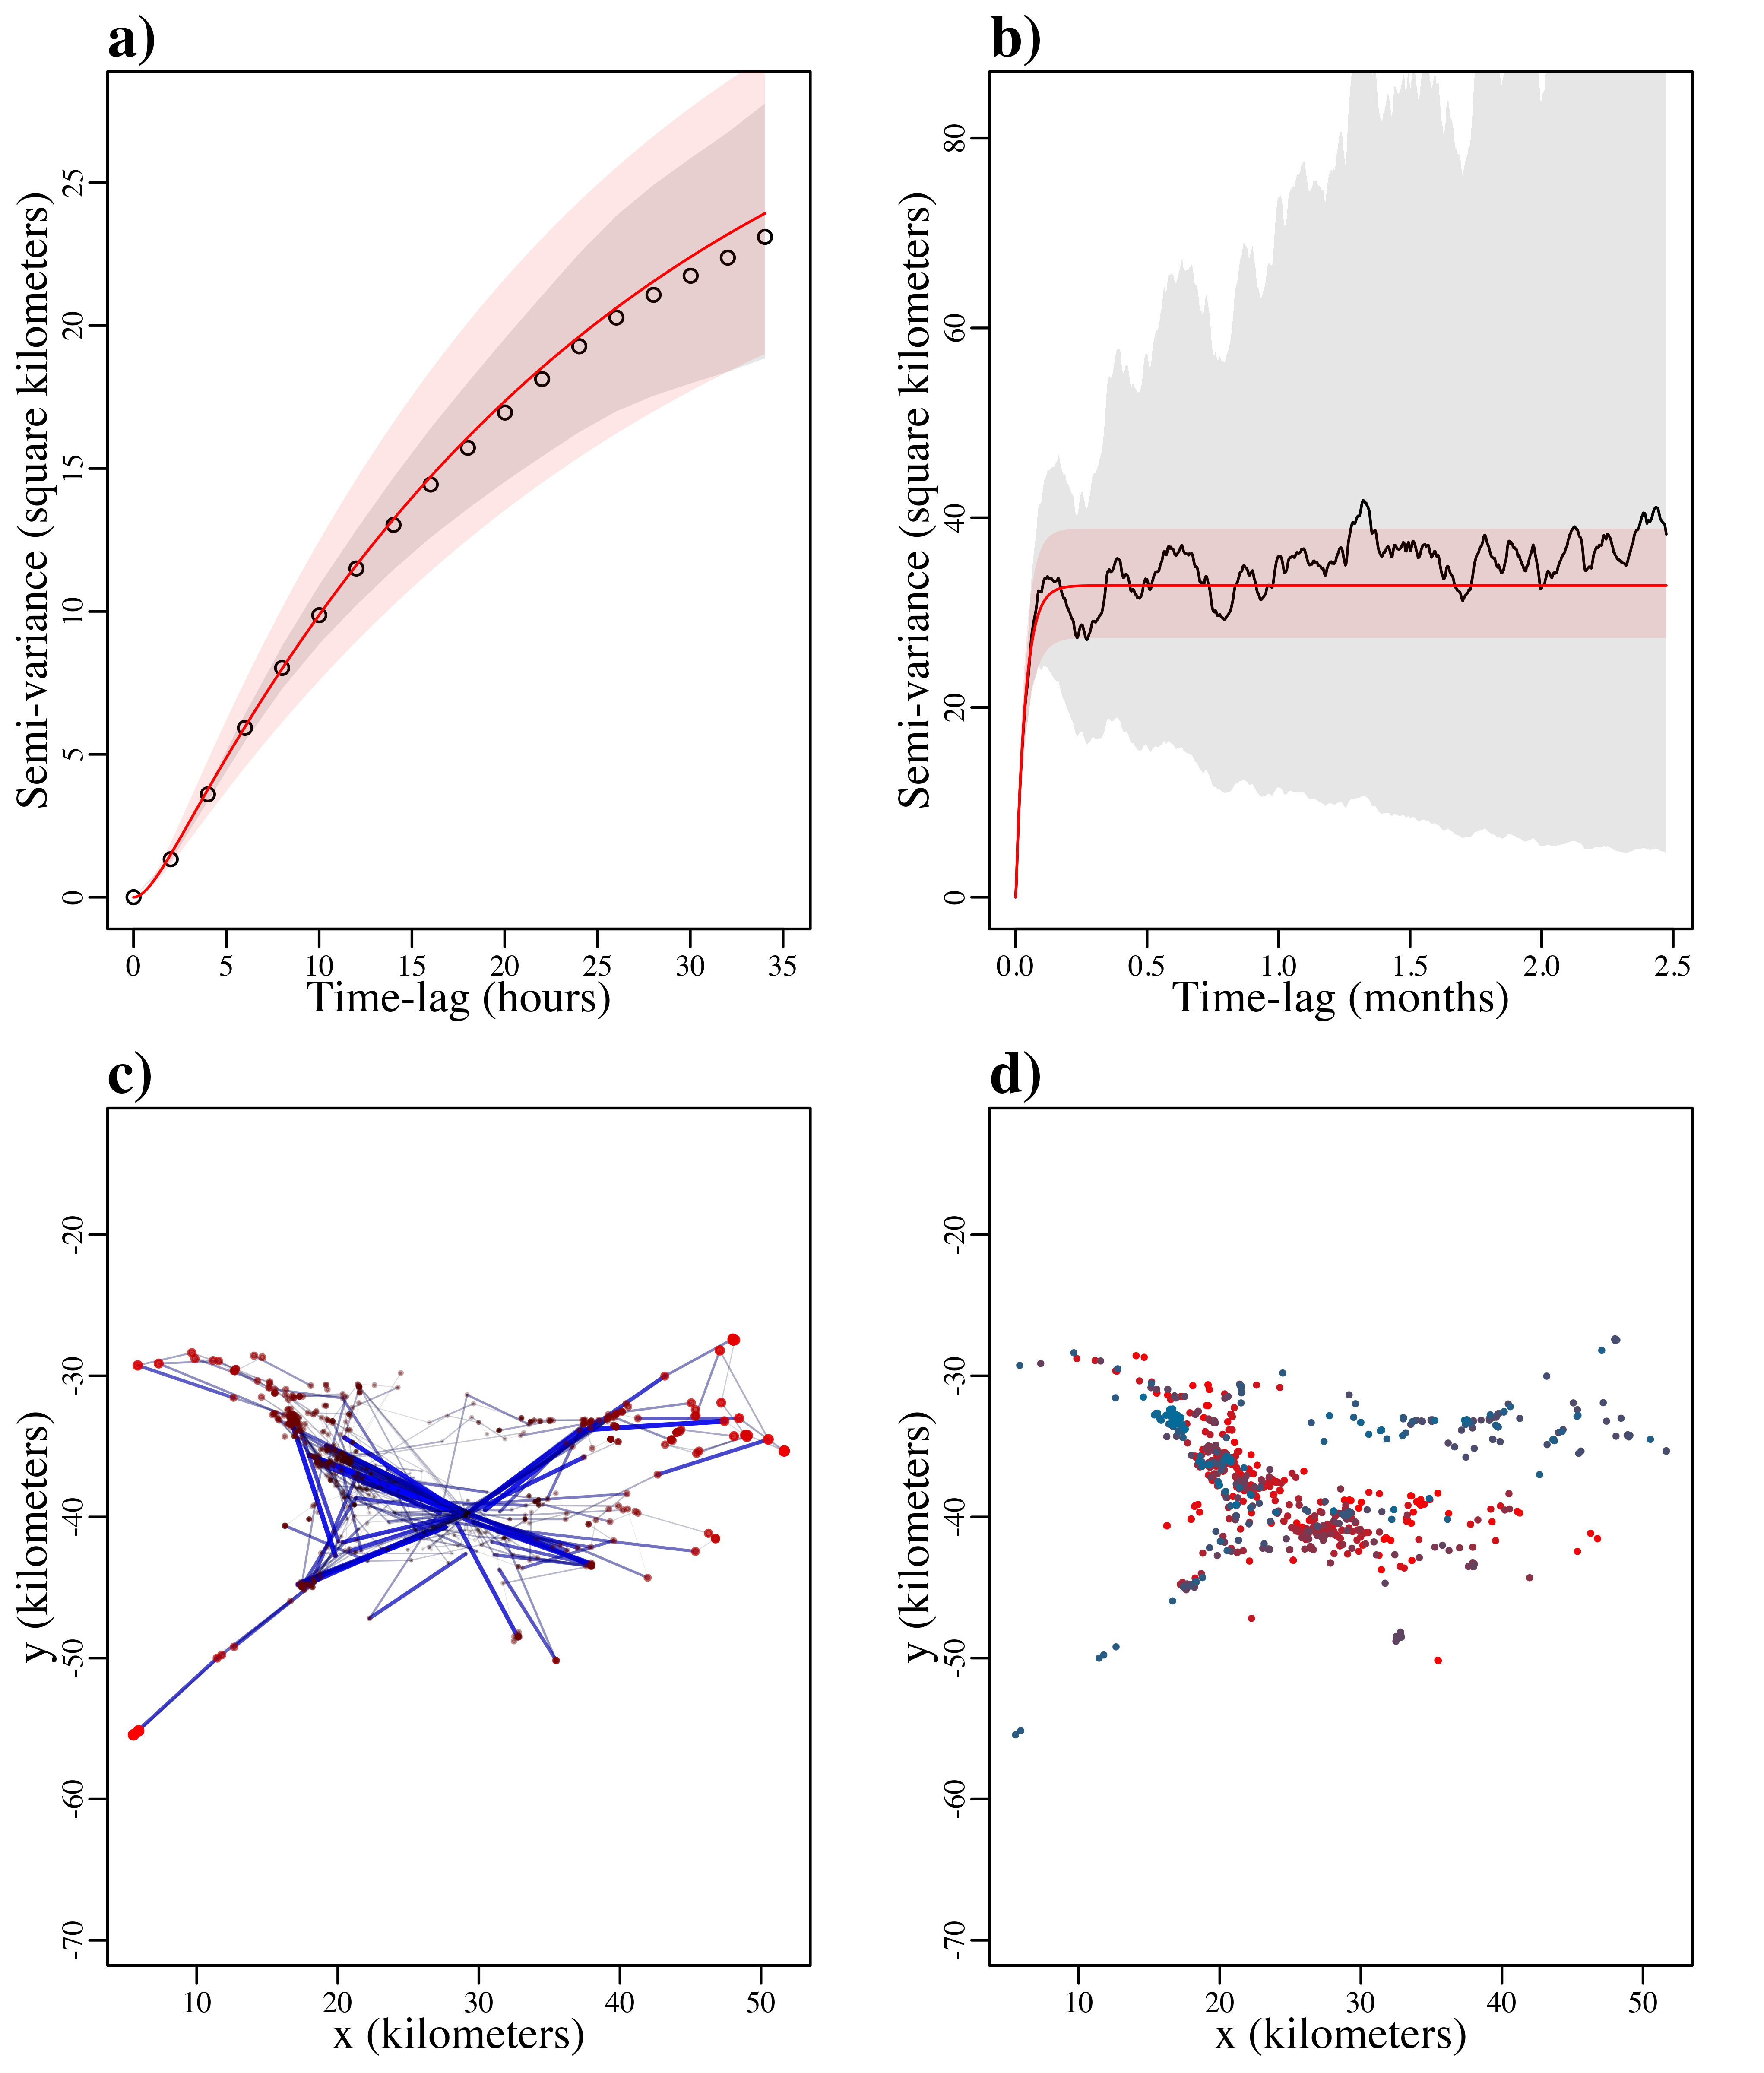 a)
Semi-variance (square kilometers)
0 5 10 15 20 25
0 5 10 15 20 25 30 35
Time-lag (hours)
b)
Semi-variance (square kilometers)
0 20 40 60 80
0.0 0.5 1.0 1.5 2.0 2.5
Time-lag (months)
c)
y (kilometers)
-70 -60 -50 -40 -30 -20
10 20 30 40 50
x (kilometers)
d)
y (kilometers)
-70 -60 -50 -40 -30 -20
10 20 30 40 50
x (kilometers)